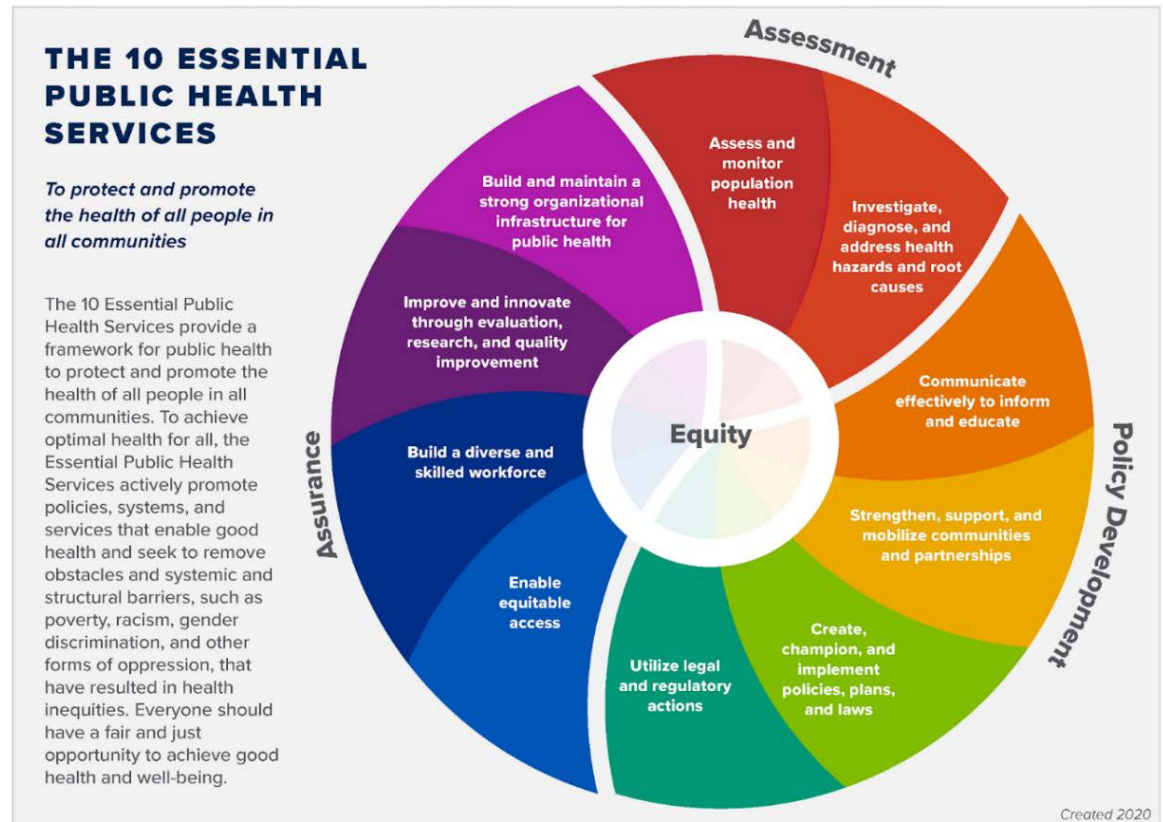 THE 10 ESSENTIAL
PUBLIC HEALTH
SERVICES
To protect and promote
the health of all people in
all communities
The 10 Essential Public
Health Services provide a
framework for public health
to protect and promote the
health of all people in all
communities. To achieve
optimal health for all, the
Essential Public Health
Services actively promote
policies, systems, and
services that enable good
health and seek to remove
obstacles and systemic and
structural barriers, such as
poverty, racism, gender
discrimination, and other
forms of oppression, that
have resulted in health
inequities. Everyone should
have a fair and just
opportunity to achieve good
health and well-being.
Assessment
Assess and
monitor
population
health
Investigate,
diagnose, and
address health
hazards and root
causes
Policy Development
Communicate
effectively to inform
and educate
Strengthen, support, and
mobilize communities
and partnerships
Create,
champion, and
implement
policies, plans,
and laws
Utilize legal
and regulatory
actions
Assurance
Enable
equitable
access
Build a diverse and
skilled workforce
Improve and innovate
through evaluation,
research, and quality
improvement
Build and maintain a
strong organizational
infrastructure for
public health
Equity
Created 2020